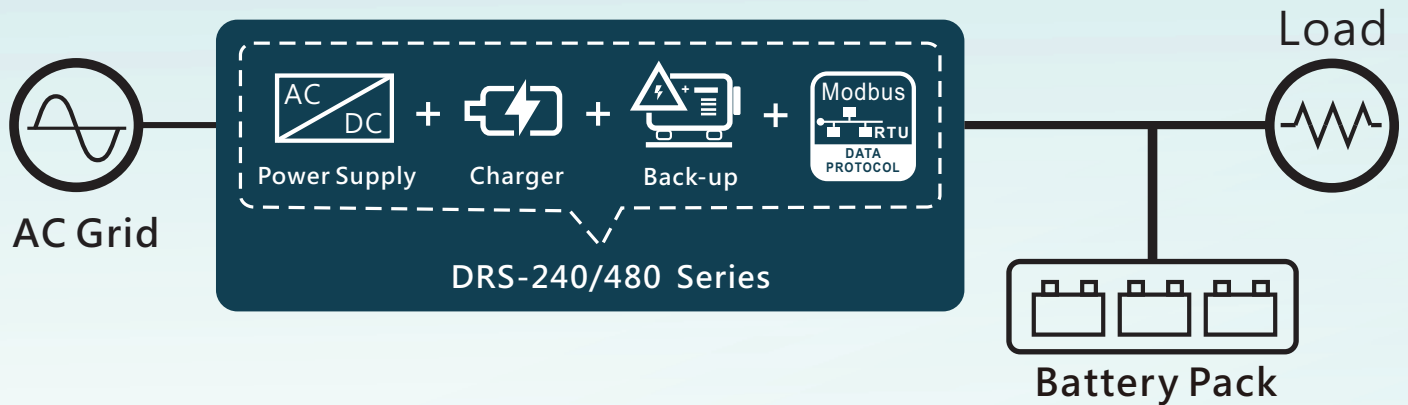 AC Grid
AC
DC
Power Supply
+
Charger
+
Back-up
+
Modbus
RTU
DATA
PROTOCOL
DRS-240/480 Series
Load
Battery Pack